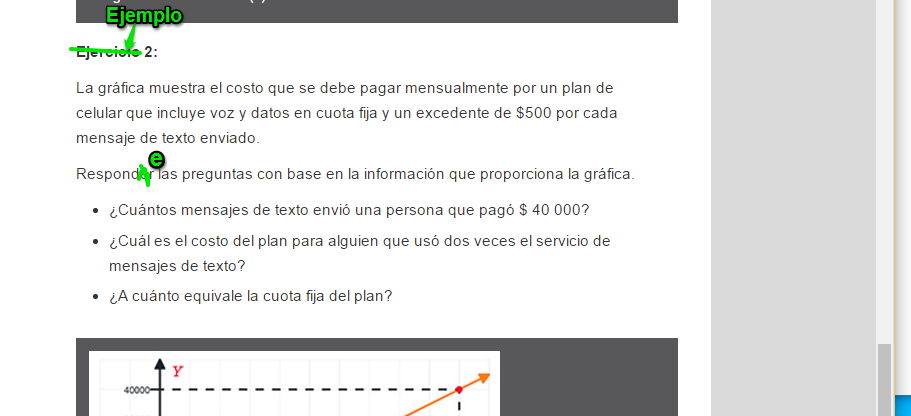 Ejemplo
Ejercicio 2:
La gráfica muestra el costo que se debe pagar mensualmente por un plan de
celular que incluye voz y datos en cuota fija y un excedente de $500 por cada
mensaje de texto enviado.
e
Responder las preguntas con base en la información que proporciona la gráfica.
¿Cuántos mensajes de texto envió una persona que pagó $ 40 000?
¿Cuál es el costo del plan para alguien que usó dos veces el servicio de
mensajes de texto?
¿A cuánto equivale la cuota fija del plan?
Y
40000